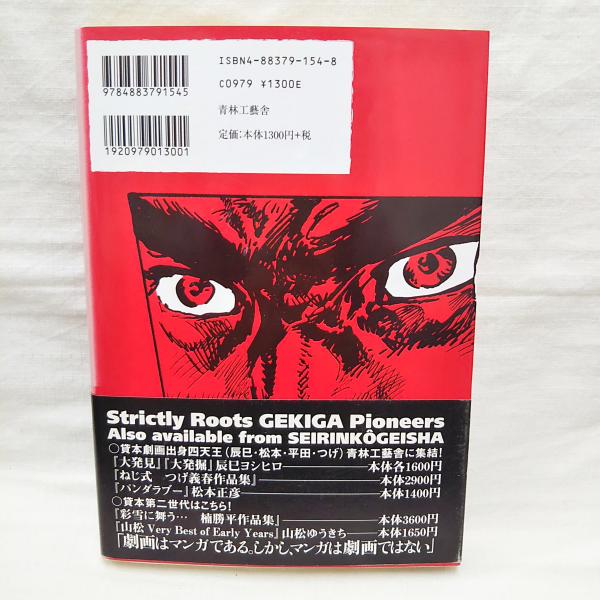 ISBN4-88379-154-8
C0979 ¥1300E
青林工藝舎
定価:本体1300円+税
9784883791545
1920979013001
Strictly Roots GEKIGA Pioneers
Also available from SEIRINKÔGEISHA
○貸本劇画出身四天王(辰巳・松本・平田・つげ)青林工藝舎に集結!
『大発見』『大発掘』辰巳ヨシヒロ――本体各1600円
『ねじ式 つげ義春作品集』――本体2900円
『パンダラブー』松本正彦――本体1400円
○貸本第二世代はこちら!
『彩雪に舞う… 楠勝平作品集』――本体3600円
『山松 Very Best of Early Years』山松ゆうきち――本体1650円
「劇画はマンガである。しかし、マンガは劇画ではない」